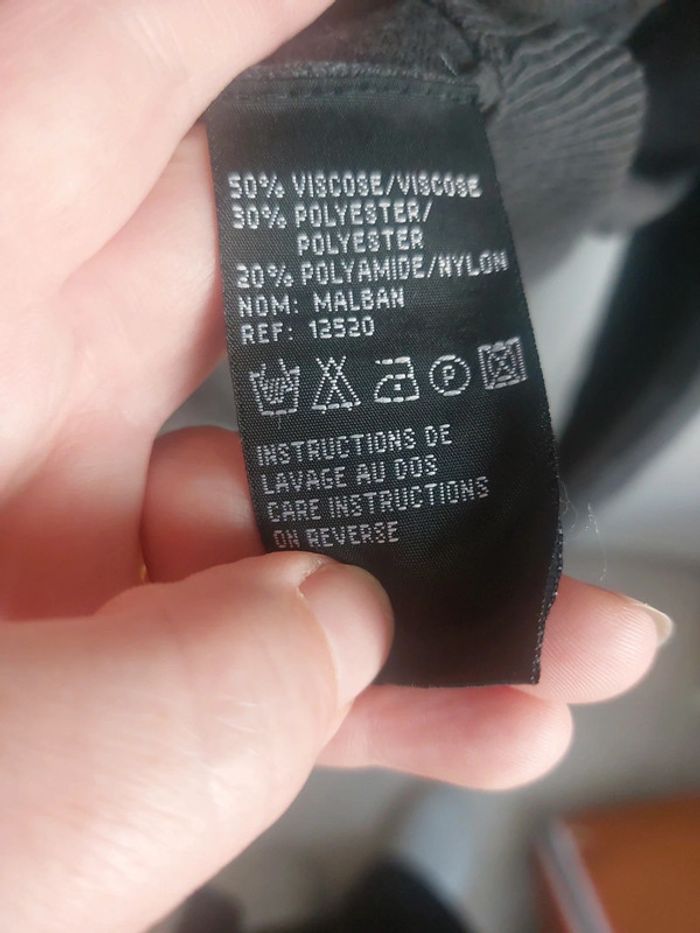 50% VISCOSE/VISCOSE
30% POLYESTER/
POLYESTER
20% POLYAMIDE/NYLON
NOM: MALBAN
REF: 12520
P
INSTRUCTIONS DE
LAVAGE AU DOS
CARE INSTRUCTIONS
ON REVERSE